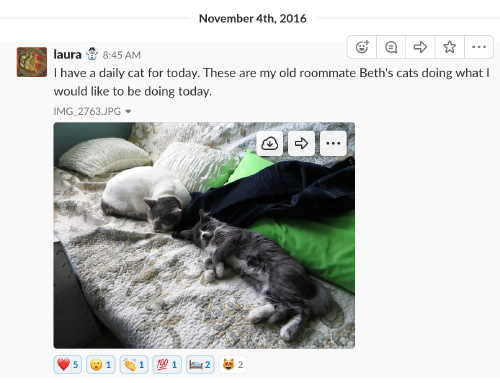 November 4th, 2016
laura 8:45 AM
I have a daily cat for today. These are my old roommate Beth's cats doing what I
would like to be doing today.
IMG_2763.JPG
5 1 1 1 2 2